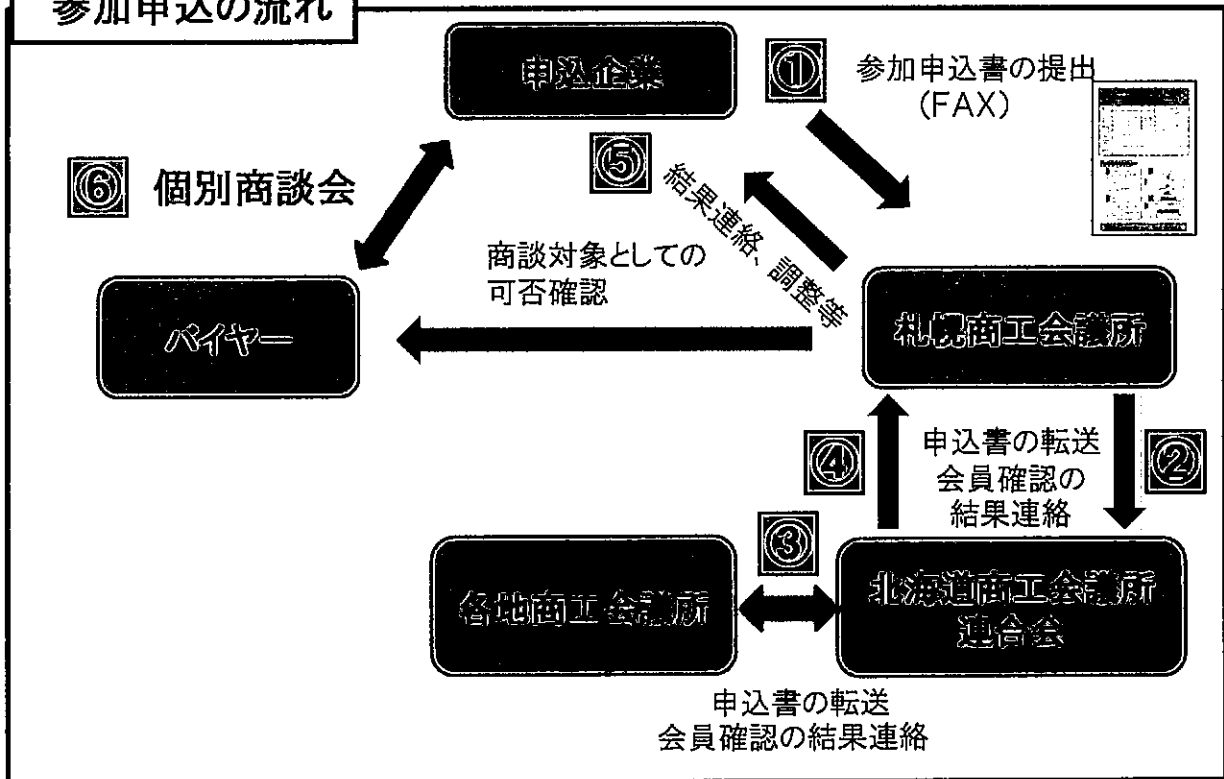 参加申込の流れ
申込企業
①
参加申込書の提出
(FAX)
⑤
結果連絡、調整等
⑥ 個別商談会
商談対象としての
可否確認
バイヤー
札幌商工会議所
④
申込書の転送
会員確認の
結果連絡
②
③
各地商工会議所
北海道商工会議所
連合会
申込書の転送
会員確認の結果連絡